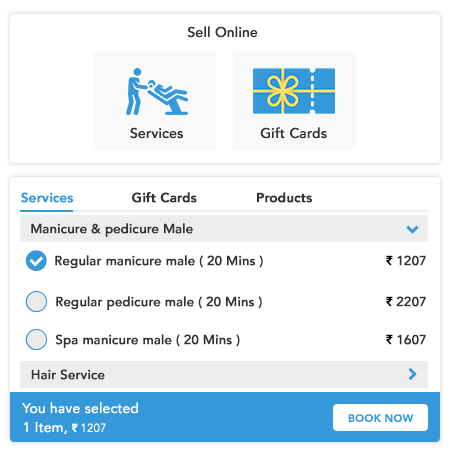 Sell Online
Services
Gift Cards
Services
Gift Cards
Products
Manicure & pedicure Male
Regular manicure male ( 20 Mins )
₹ 1207
Regular pedicure male ( 20 Mins )
₹ 2207
Spa manicure male ( 20 Mins )
₹ 1607
Hair Service
You have selected
1 Item, ₹ 1207
BOOK NOW